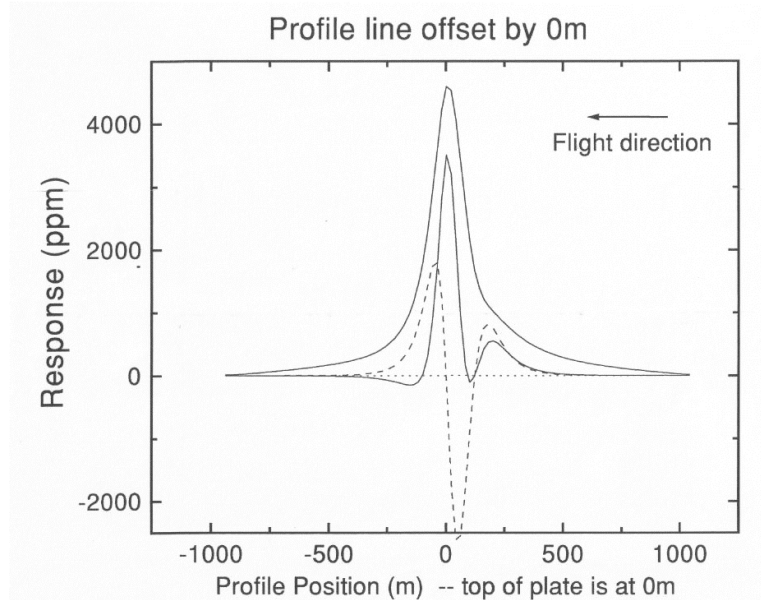 Profile line offset by 0m
Response (ppm)
4000
2000
0
-2000
Flight direction
-1000 -500 0 500 1000
Profile Position (m) -- top of plate is at 0m